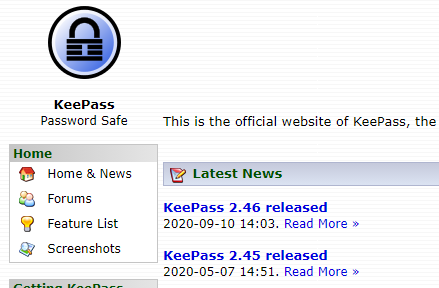 KeePass
Password Safe
This is the official website of KeePass, the
Home
Home & News
Forums
Feature List
Screenshots
Getting KeePass
Latest News
KeePass 2.46 released
2020-09-10 14:03. Read More »
KeePass 2.45 released
2020-05-07 14:51. Read More »